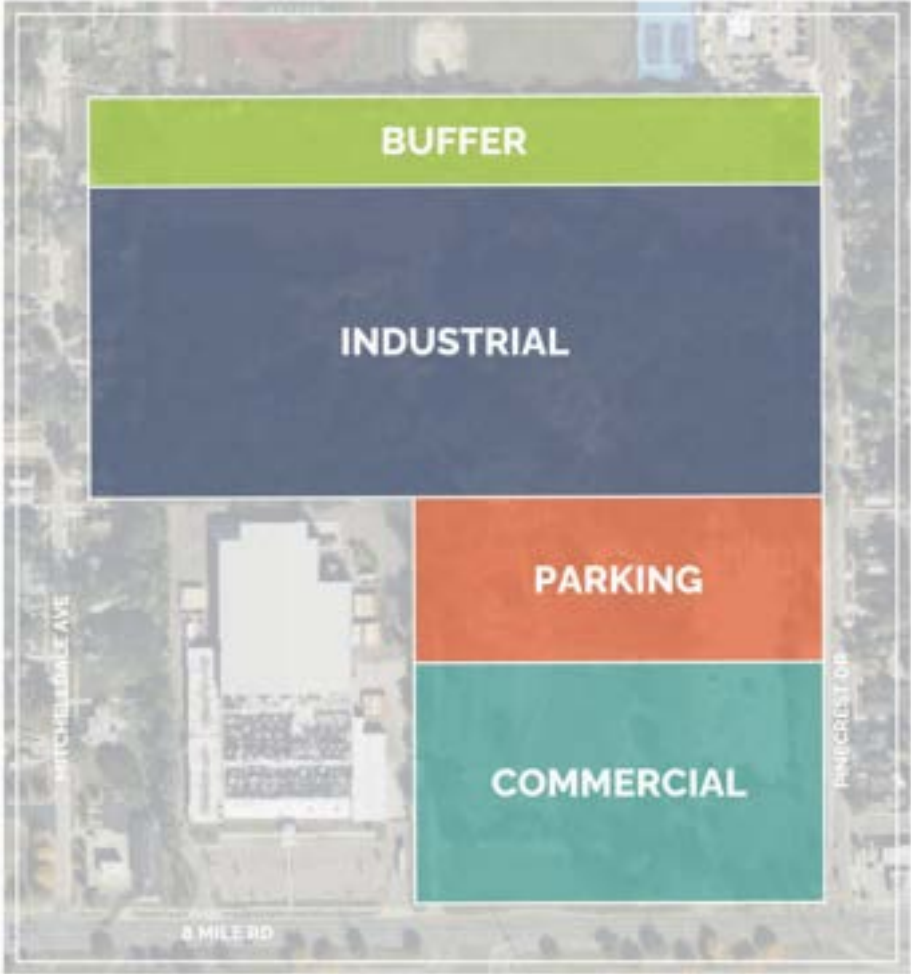 BUFFER
INDUSTRIAL
PARKING
MITCHELLDALE AVE
PINECREST DR
COMMERCIAL
8 MILE RD